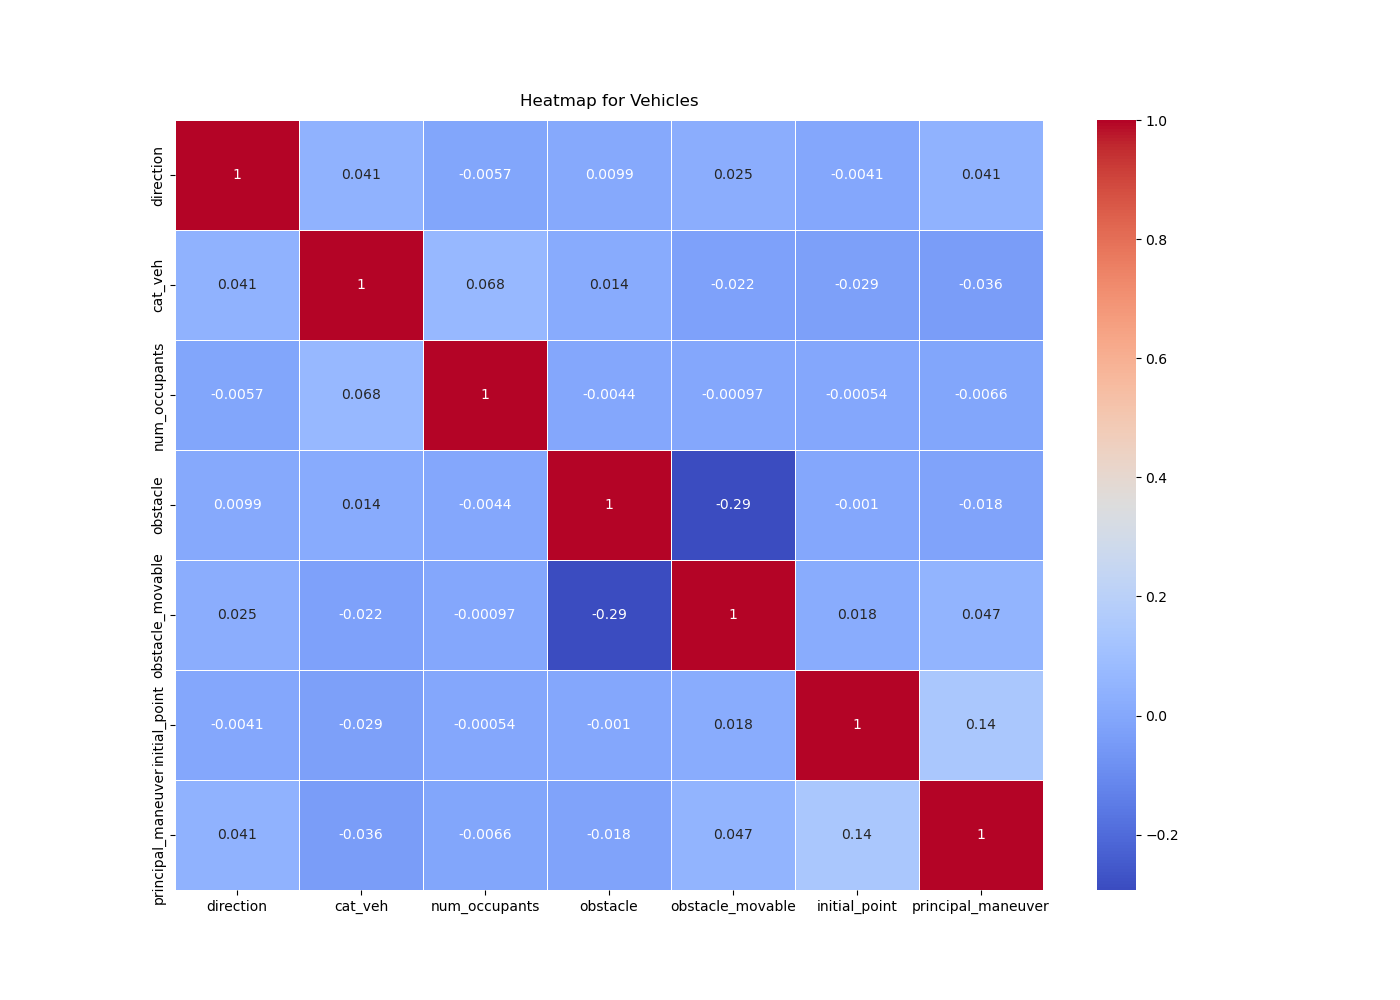 Heatmap for Vehicles
direction 1 0.041 -0.0057 0.0099 0.025 -0.0041 0.041
cat_veh 0.041 1 0.068 0.014 -0.022 -0.029 -0.036
num_occupants -0.0057 0.068 1 -0.0044 -0.00097 -0.00054 -0.0066
obstacle 0.0099 0.014 -0.0044 1 -0.29 -0.001 -0.018
obstacle_movable 0.025 -0.022 -0.00097 -0.29 1 0.018 0.047
initial_point -0.0041 -0.029 -0.00054 -0.001 0.018 1 0.14
principal_maneuver 0.041 -0.036 -0.0066 -0.018 0.047 0.14 1
direction cat_veh num_occupants obstacle obstacle_movable initial_point principal_maneuver
1.0
0.8
0.6
0.4
0.2
0.0
−0.2